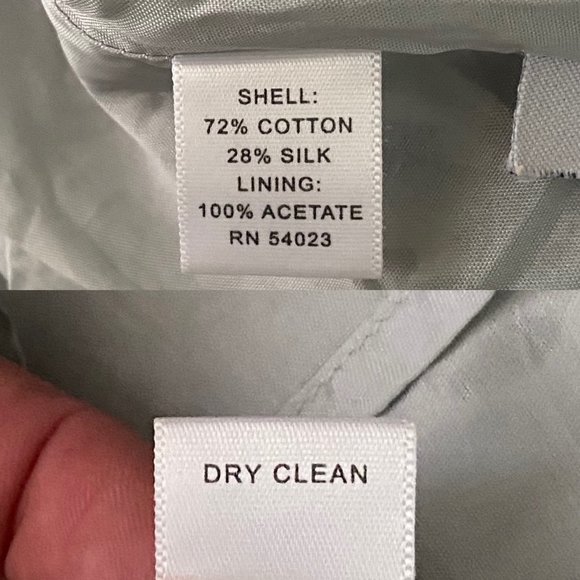 SHELL:
72% COTTON
28% SILK
LINING:
100% ACETATE
RN 54023
DRY CLEAN